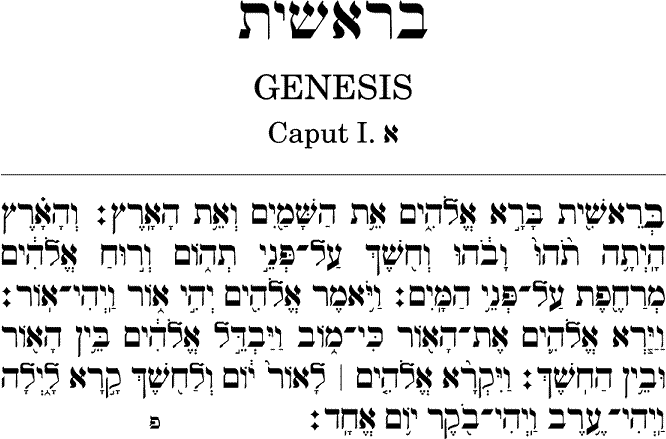 בראשית
GENESIS
Caput I. א
בְּרֵאשִׁ֖ית בָּרָ֣א אֱלֹהִ֑ים אֵ֥ת הַשָּׁמַ֖יִם וְאֵ֥ת הָאָֽרֶץ׃ וְהָאָ֗רֶץ
הָיְתָ֥ה תֹ֙הוּ֙ וָבֹ֔הוּ וְחֹ֖שֶׁךְ עַל־פְּנֵ֣י תְה֑וֹם וְר֣וּחַ אֱלֹהִ֔ים
מְרַחֶ֖פֶת עַל־פְּנֵ֥י הַמָּֽיִם׃ וַיֹּ֥אמֶר אֱלֹהִ֖ים יְהִ֣י א֑וֹר וַֽיְהִי־אֽוֹר׃
וַיַּ֧רְא אֱלֹהִ֛ים אֶת־הָא֖וֹר כִּי־ט֑וֹב וַיַּבְדֵּ֣ל אֱלֹהִ֔ים בֵּ֥ין הָא֖וֹר
וּבֵ֥ין הַחֹֽשֶׁךְ׃ וַיִּקְרָ֨א אֱלֹהִ֤ים ׀ לָאוֹר֙ י֔וֹם וְלַחֹ֖שֶׁךְ קָ֣רָא לָ֑יְלָה
וַֽיְהִי־עֶ֥רֶב וַֽיְהִי־בֹ֖קֶר י֥וֹם אֶחָֽד׃ פ